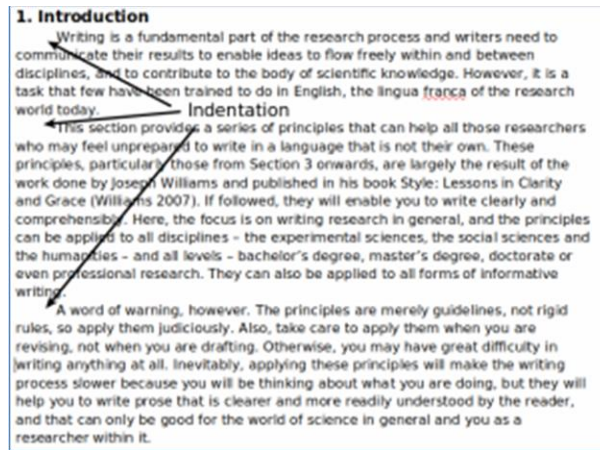 1. Introduction
Writing is a fundamental part of the research process and writers need to
communicate their results to enable ideas to flow freely within and between
disciplines, and to contribute to the body of scientific knowledge. However, it is a
task that few have been trained to do in English, the lingua franca of the research
world today.
Indentation
This section provides a series of principles that can help all those researchers
who may feel unprepared to write in a language that is not their own. These
principles, particularly those from Section 3 onwards, are largely the result of the
work done by Joseph Williams and published in his book Style: Lessons in Clarity
and Grace (Williams 2007). If followed, they will enable you to write clearly and
comprehensibly. Here, the focus is on writing research in general, and the principles
can be applied to all disciplines – the experimental sciences, the social sciences and
the humanities – and all levels – bachelor's degree, master's degree, doctorate or
even professional research. They can also be applied to all forms of informative
writing.
A word of warning, however. The principles are merely guidelines, not rigid
rules, so apply them judiciously. Also, take care to apply them when you are
revising, not when you are drafting. Otherwise, you may have great difficulty in
writing anything at all. Inevitably, applying these principles will make the writing
process slower because you will be thinking about what you are doing, but they will
help you to write prose that is clearer and more readily understood by the reader,
and that can only be good for the world of science in general and you as a
researcher within it.